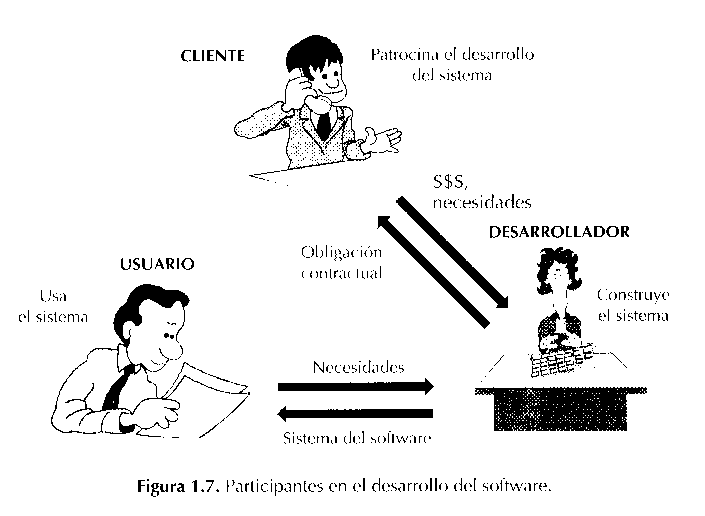 CLIENTE
Patrocina el desarrollo
del sistema
S$S,
necesidades
DESARROLLADOR
Obligación
contractual
USUARIO
Usa
el sistema
Construye
el sistema
Necesidades
Sistema del software
Figura 1.7. Participantes en el desarrollo del software.